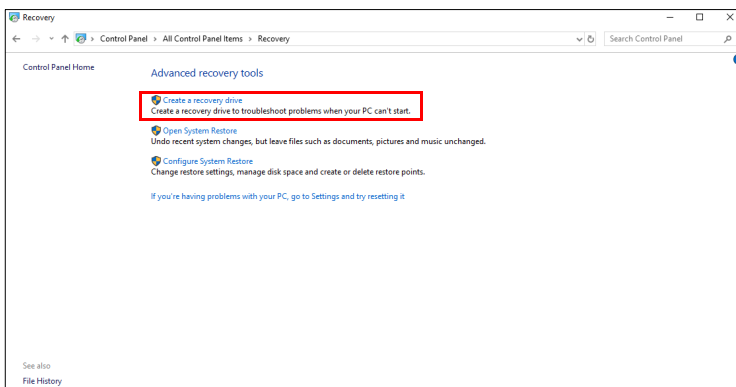 Recovery
Control Panel > All Control Panel Items > Recovery
Search Control Panel
Control Panel Home
Advanced recovery tools
Create a recovery drive
Create a recovery drive to troubleshoot problems when your PC can't start.
Open System Restore
Undo recent system changes, but leave files such as documents, pictures and music unchanged.
Configure System Restore
Change restore settings, manage disk space and create or delete restore points.
If you're having problems with your PC, go to Settings and try resetting it
See also
File History